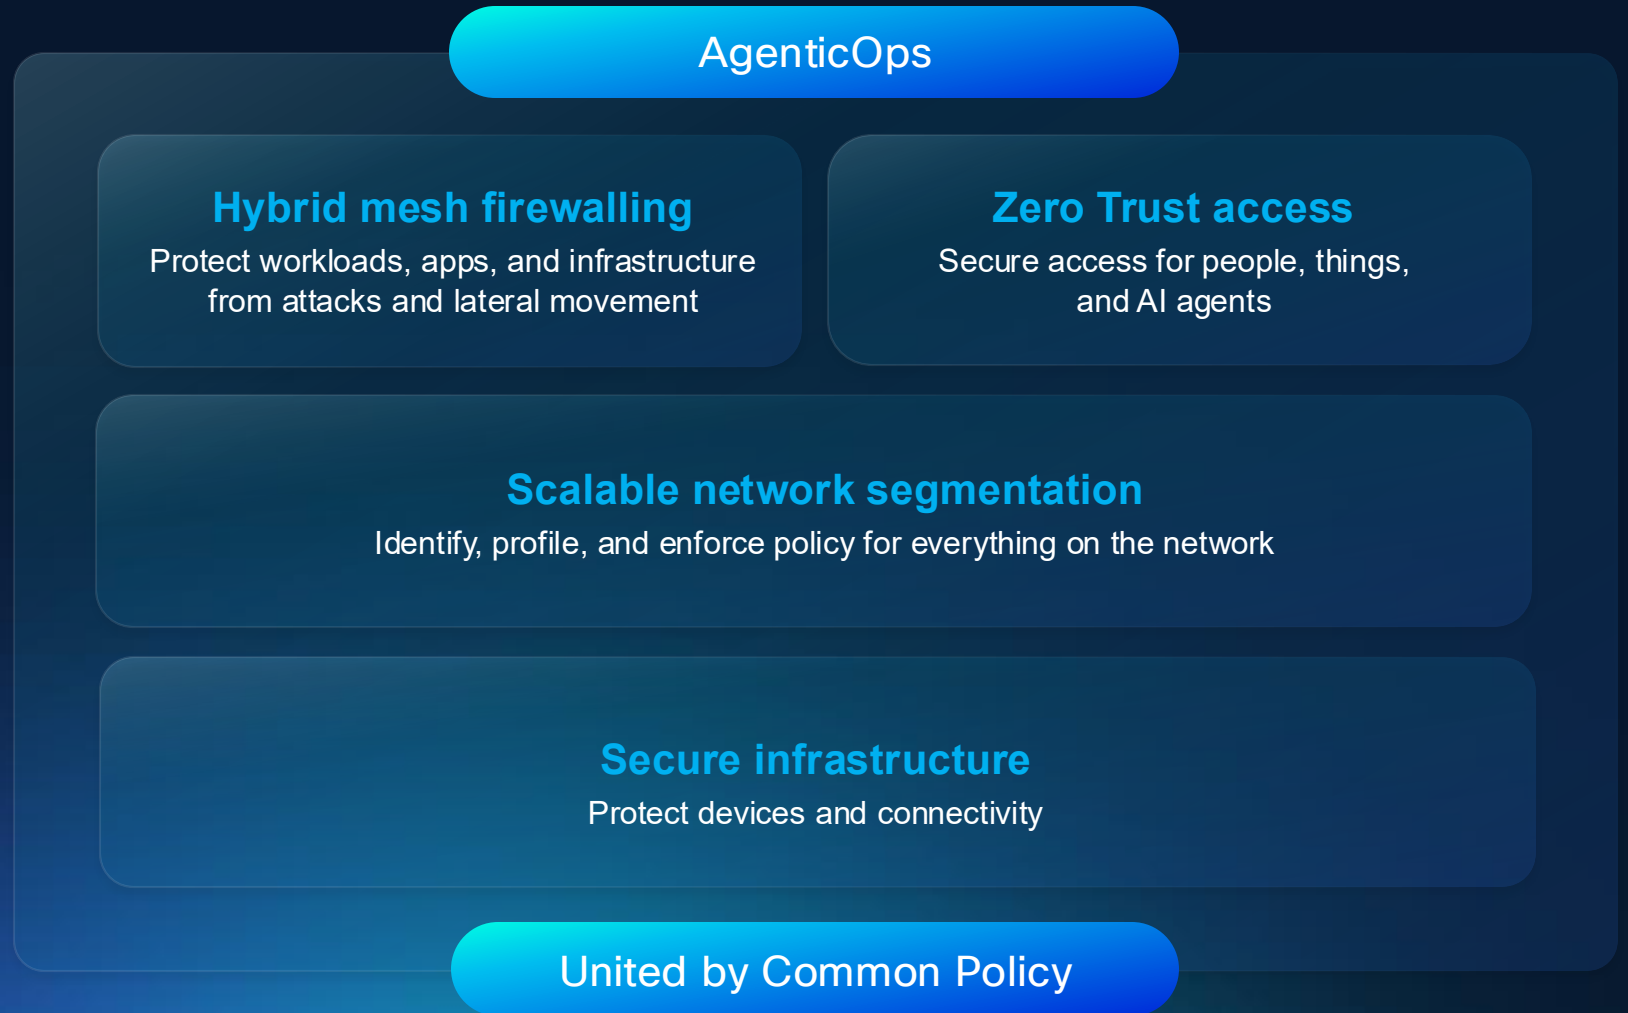 AgenticOps
Hybrid mesh firewalling
Protect workloads, apps, and infrastructure
from attacks and lateral movement
Zero Trust access
Secure access for people, things,
and AI agents
Scalable network segmentation
Identify, profile, and enforce policy for everything on the network
Secure infrastructure
Protect devices and connectivity
United by Common Policy